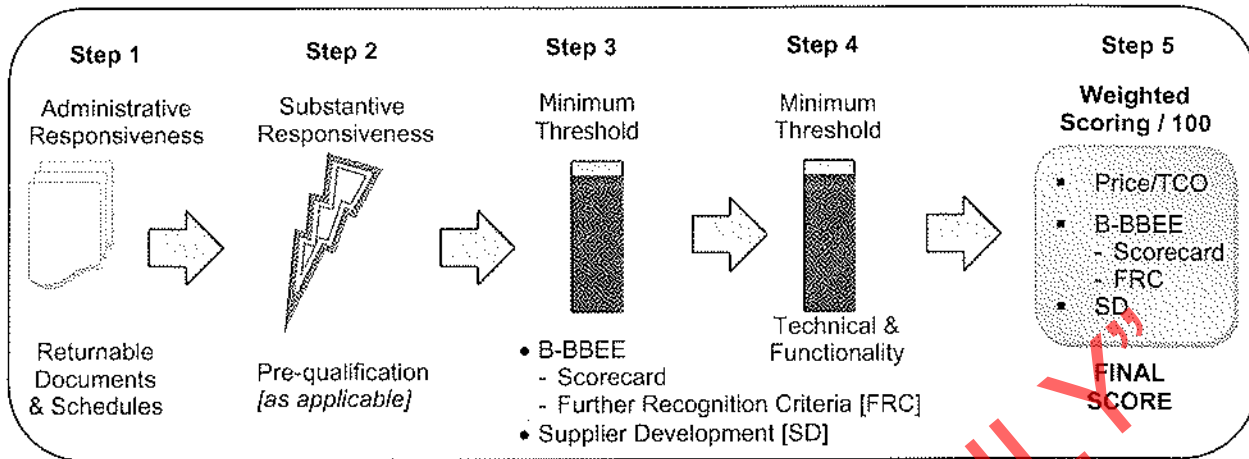 Step 1
Administrative
Responsiveness
Returnable
Documents
& Schedules
Step 2
Substantive
Responsiveness
Pre-qualification
[as applicable]
Step 3
Minimum
Threshold
• B-BBEE
- Scorecard
- Further Recognition Criteria [FRC]
• Supplier Development [SD]
Step 4
Minimum
Threshold
Technical &
Functionality
Step 5
Weighted
Scoring / 100
▪ Price/TCO
▪ B-BBEE
- Scorecard
- FRC
▪ SD
FINAL
SCORE